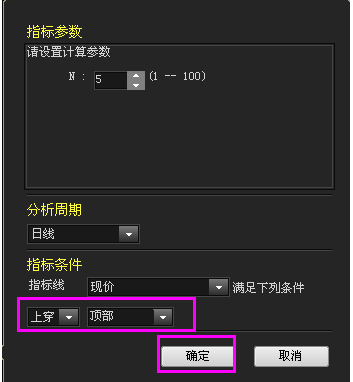 指标参数
请设置计算参数
N : 5 (1 -- 100)
分析周期
日线
指标条件
指标线 现价 满足下列条件
上穿 顶部
确定 取消